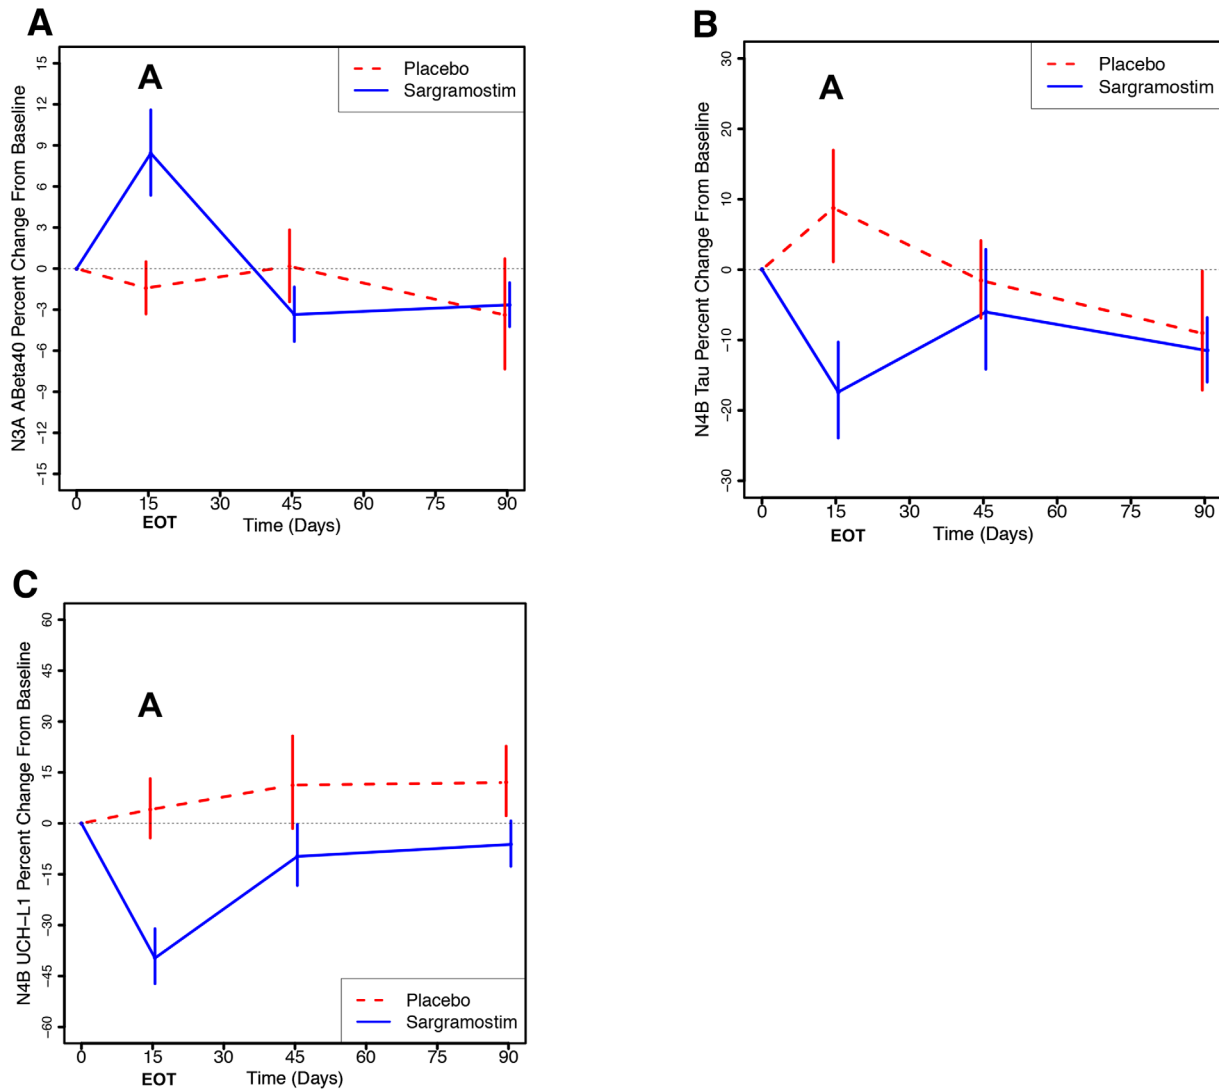 A
15
12
9
6
3
0
−3
−6
−9
−12
−15
N3A ABeta40 Percent Change From Baseline
A
Placebo
Sargramostim
0 15 30 45 60 75 90
EOT
Time (Days)
B
30
20
10
0
−10
−20
−30
N4B Tau Percent Change From Baseline
A
Placebo
Sargramostim
0 15 30 45 60 75 90
EOT
Time (Days)
C
60
45
30
15
0
−15
−30
−45
−60
N4B UCH−L1 Percent Change From Baseline
A
Placebo
Sargramostim
0 15 30 45 60 75 90
EOT
Time (Days)